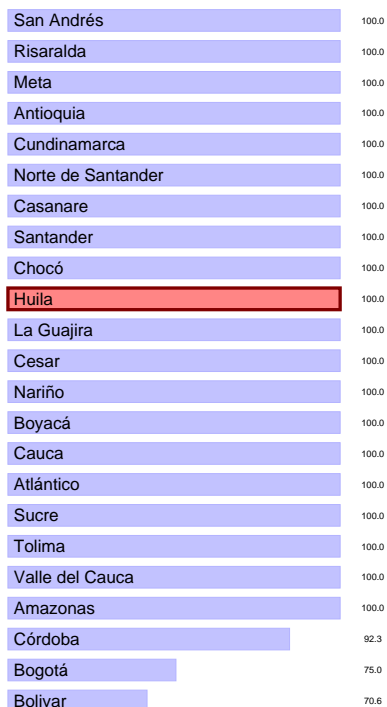 San Andrés 100.0
Risaralda 100.0
Meta 100.0
Antioquia 100.0
Cundinamarca 100.0
Norte de Santander 100.0
Casanare 100.0
Santander 100.0
Chocó 100.0
Huila 100.0
La Guajira 100.0
Cesar 100.0
Nariño 100.0
Boyacá 100.0
Cauca 100.0
Atlántico 100.0
Sucre 100.0
Tolima 100.0
Valle del Cauca 100.0
Amazonas 100.0
Córdoba 92.3
Bogotá 75.0
Bolivar 70.6